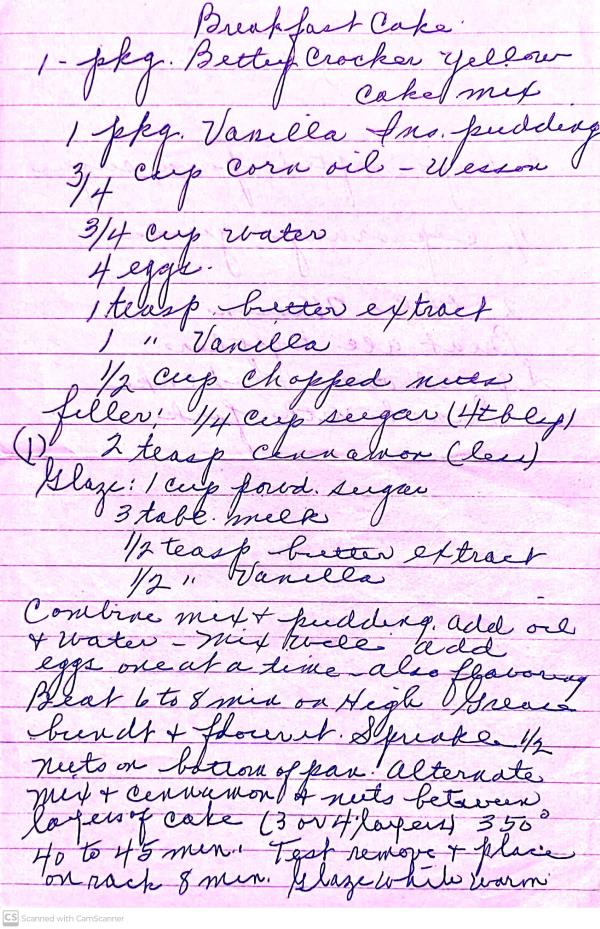 Breakfast Cake
1 - pkg. Betty Crocker Yellow
cake mix
1 pkg. Vanilla Ins. pudding
3/4 cup corn oil - Wesson
3/4 cup water
4 eggs.
1 teasp butter extract
1 " Vanilla
1/2 cup chopped nuts
filler: 1/4 cup sugar (4 tblsp)
(1) 2 teasp cinnamon (less)
Glaze: 1 cup powd. sugar
3 tabl. milk
1/2 teasp butter extract
1/2 " Vanilla
Combine mix & pudding. add oil
& water - Mix well add
eggs one at a time - also flavoring
Beat 6 to 8 min on High Grease
bundt & flour it. Sprinkle 1/2
nuts on bottom of pan. Alternate
mix & cinnamon & nuts between
layers of cake (3 or 4 layers) 350°
40 to 45 min. Test remove & place
on rack 8 min. Glaze while warm
CS Scanned with CamScanner